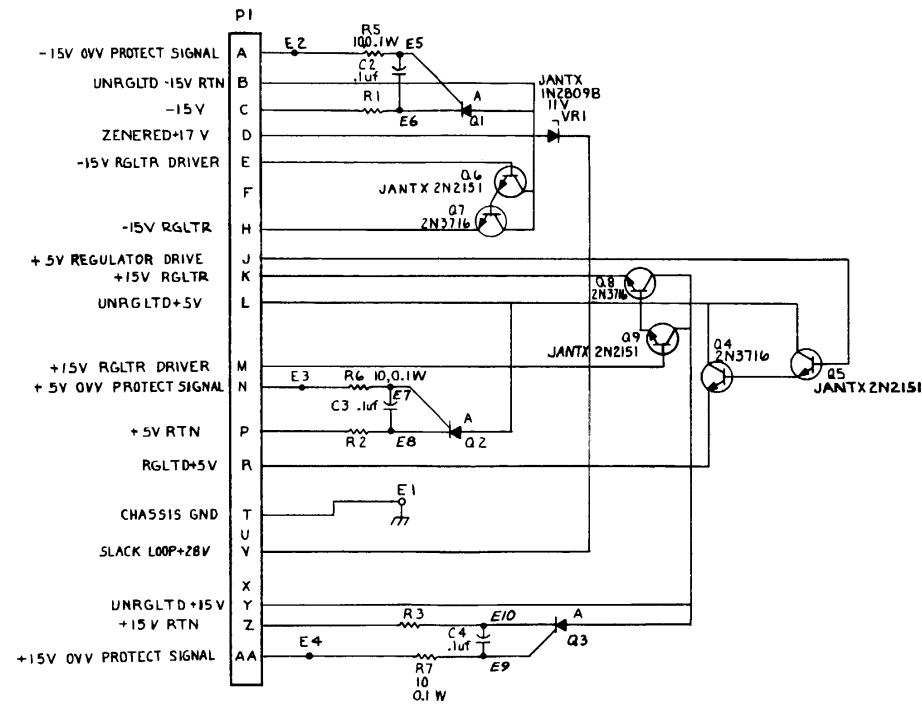 P1
-15V OVV PROTECT SIGNAL A E2 R5 E5
10,0.1W
UNRGLTD -15V RTN B C2 .1uf
JANTX 1N2809B 11V VR1
-15V C R1 E6 A Q1
ZENERED+17 V D
-15V RGLTR DRIVER E
Q6
F JANTX 2N2151
Q7
2N3716
-15V RGLTR H
+5V REGULATOR DRIVE J
+15V RGLTR K
Q8
2N3716
UNRGLTD+5V L
Q9
JANTX 2N2151
Q4
2N3716
Q5
JANTX 2N2151
+15V RGLTR DRIVER M
+5V OVV PROTECT SIGNAL N E3 R6 10,0.1W
E7
C3 .1uf
A
+5V RTN P R2 E8 Q2
RGLTD+5V R
E1
CHASSIS GND T
U
SLACK LOOP+28V V
X
UNRGLTD +15V Y
+15V RTN Z R3 E10 A
C4 .1uf
Q3
+15V OVV PROTECT SIGNAL AA E4 E9
R7
10
0.1 W